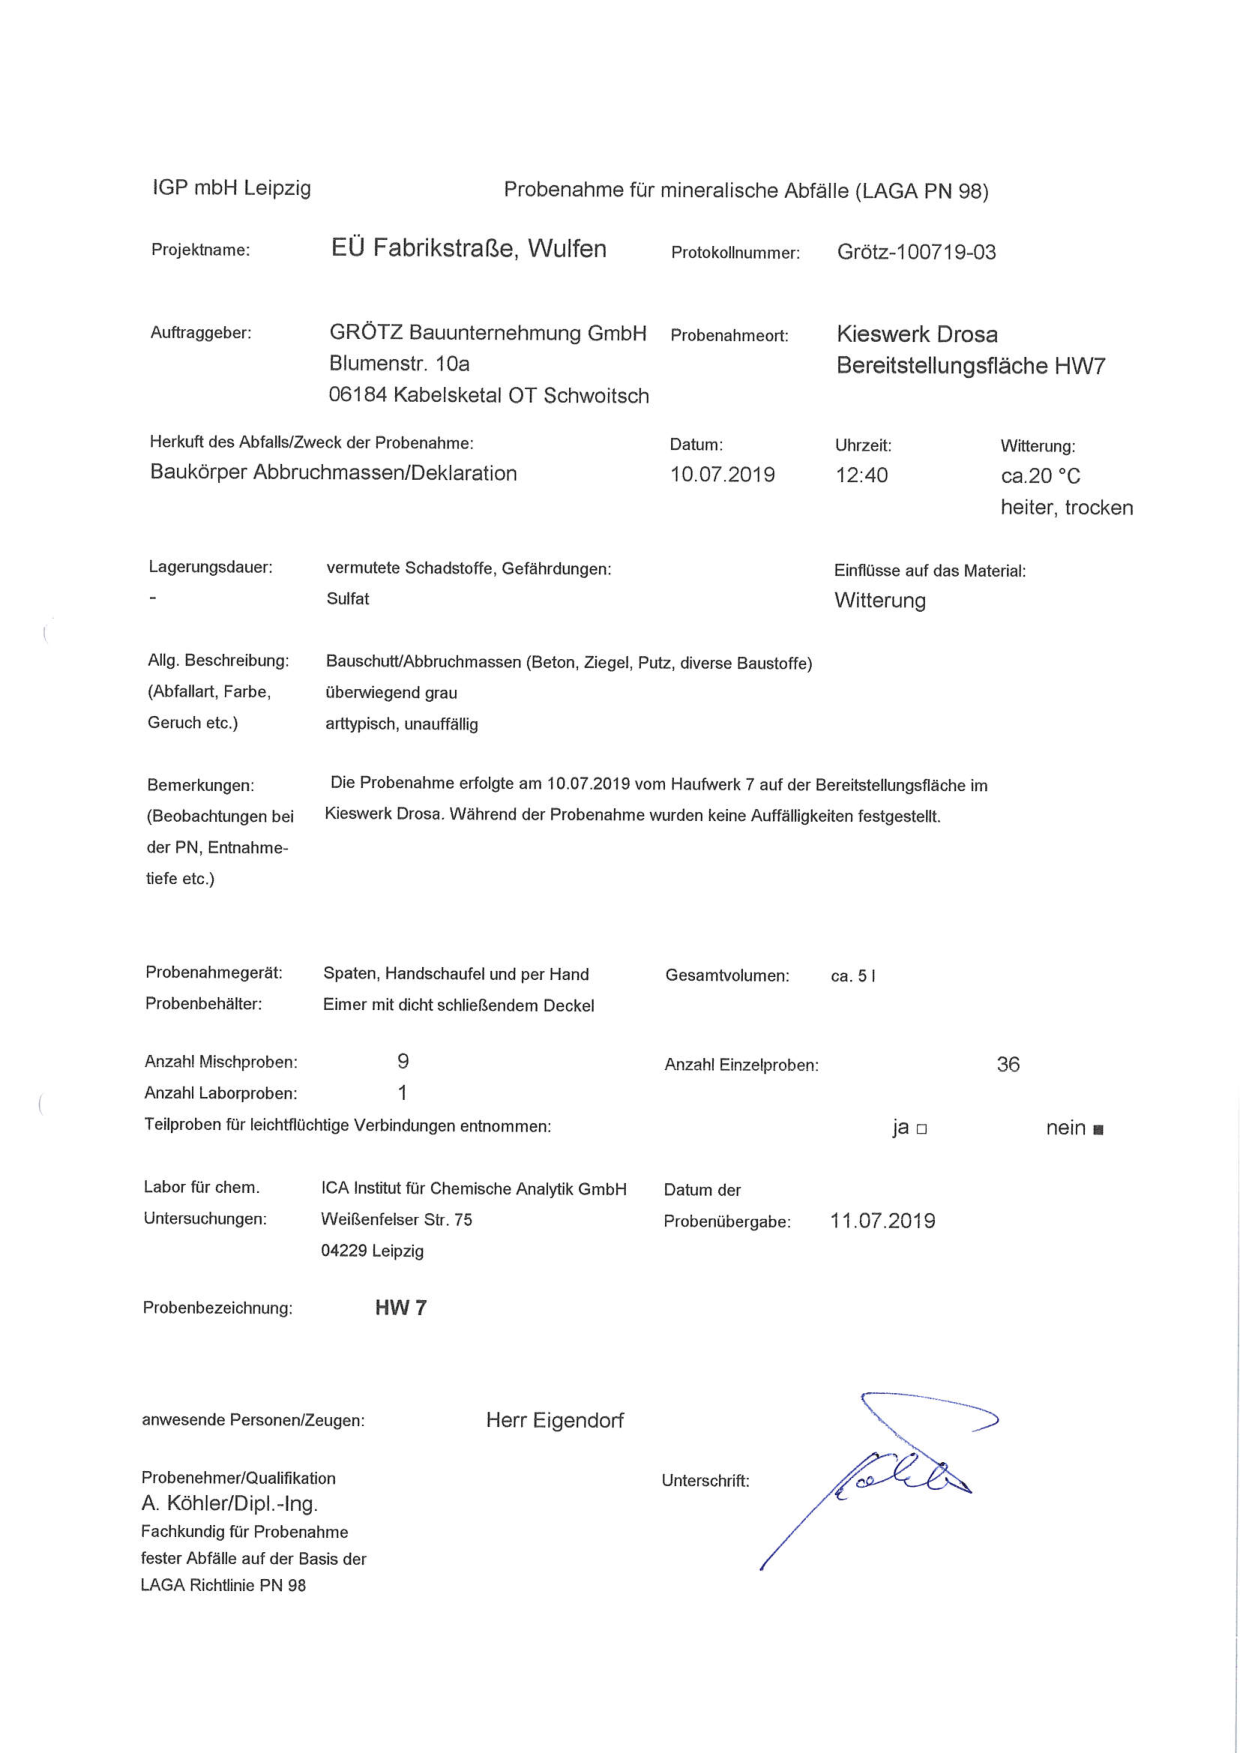 IGP mbH Leipzig Probenahme für mineralische Abfälle (LAGA PN 98)
Projektname: EÜ Fabrikstraße, Wulfen Protokollnummer: Grötz-100719-03
Auftraggeber: GRÖTZ Bauunternehmung GmbH Probenahmeort: Kieswerk Drosa
Blumenstr. 10a Bereitstellungsfläche HW7
06184 Kabelsketal OT Schwoitsch
Herkuft des Abfalls/Zweck der Probenahme: Datum: Uhrzeit: Witterung:
Baukörper Abbruchmassen/Deklaration 10.07.2019 12:40 ca.20 °C
heiter, trocken
Lagerungsdauer: vermutete Schadstoffe, Gefährdungen: Einflüsse auf das Material:
- Sulfat Witterung
Allg. Beschreibung: Bauschutt/Abbruchmassen (Beton, Ziegel, Putz, diverse Baustoffe)
(Abfallart, Farbe, überwiegend grau
Geruch etc.) arttypisch, unauffällig
Bemerkungen: Die Probenahme erfolgte am 10.07.2019 vom Haufwerk 7 auf der Bereitstellungsfläche im
(Beobachtungen bei Kieswerk Drosa. Während der Probenahme wurden keine Auffälligkeiten festgestellt.
der PN, Entnahme-
tiefe etc.)
Probenahmegerät: Spaten, Handschaufel und per Hand Gesamtvolumen: ca. 5 l
Probenbehälter: Eimer mit dicht schließendem Deckel
Anzahl Mischproben: 9 Anzahl Einzelproben: 36
Anzahl Laborproben: 1
Teilproben für leichtflüchtige Verbindungen entnommen: ja □ nein ■
Labor für chem. ICA Institut für Chemische Analytik GmbH Datum der
Untersuchungen: Weißenfelser Str. 75 Probenübergabe: 11.07.2019
04229 Leipzig
Probenbezeichnung: HW 7
anwesende Personen/Zeugen: Herr Eigendorf
Probenehmer/Qualifikation Unterschrift:
A. Köhler/Dipl.-Ing.
Fachkundig für Probenahme
fester Abfälle auf der Basis der
LAGA Richtlinie PN 98